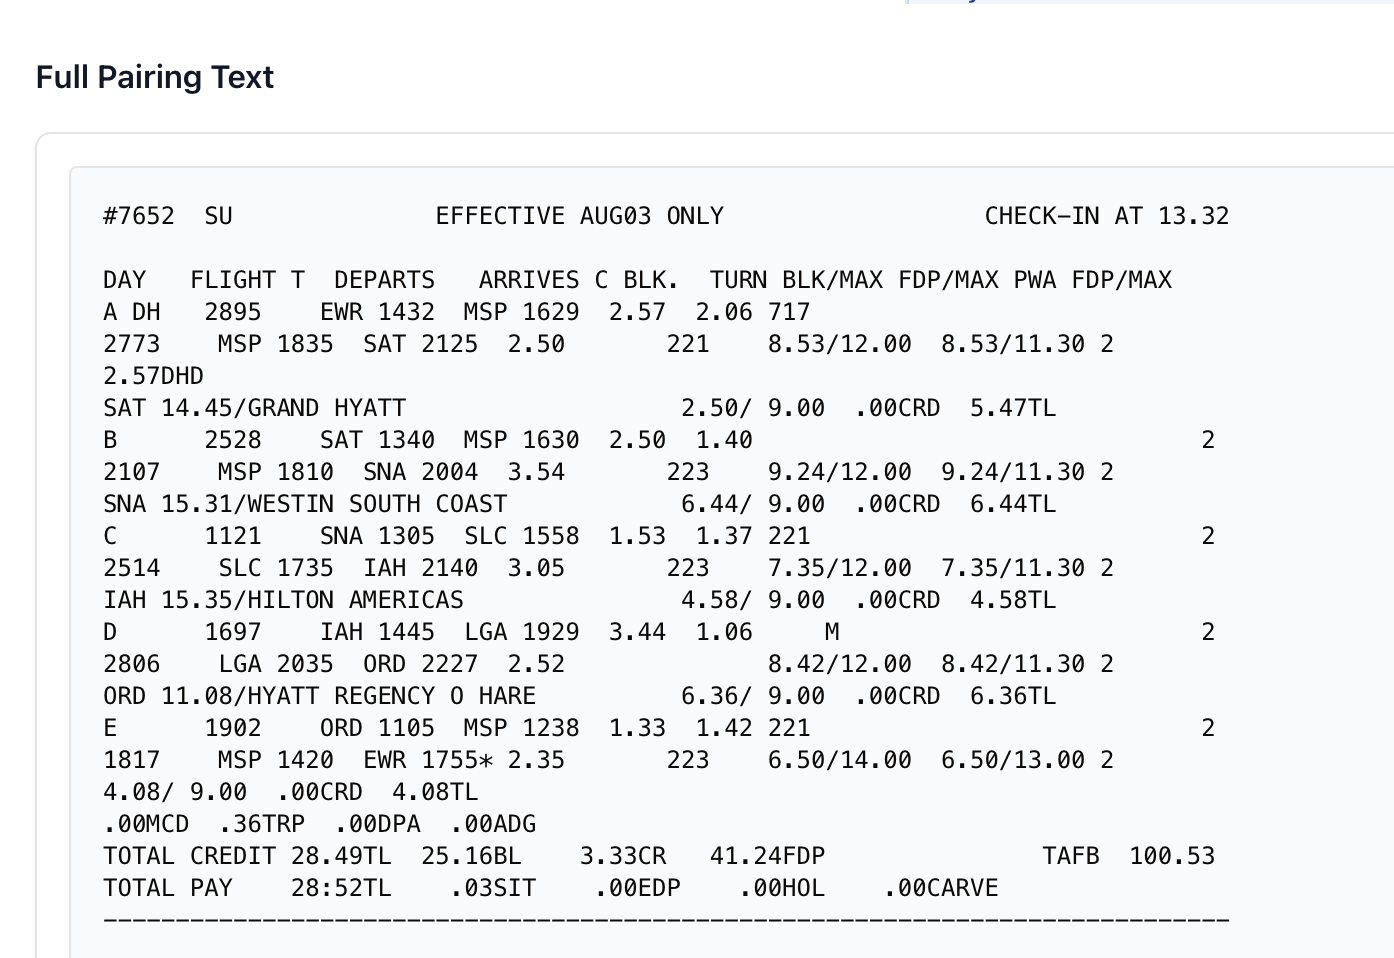 Full Pairing Text
#7652  SU              EFFECTIVE AUG03 ONLY                  CHECK-IN AT 13.32
DAY   FLIGHT T  DEPARTS   ARRIVES C BLK.  TURN BLK/MAX FDP/MAX PWA FDP/MAX
A DH   2895    EWR 1432  MSP 1629  2.57  2.06 717
2773    MSP 1835  SAT 2125  2.50       221    8.53/12.00  8.53/11.30 2
2.57DHD
SAT 14.45/GRAND HYATT                   2.50/ 9.00  .00CRD  5.47TL
B      2528    SAT 1340  MSP 1630  2.50  1.40                               2
2107    MSP 1810  SNA 2004  3.54       223    9.24/12.00  9.24/11.30 2
SNA 15.31/WESTIN SOUTH COAST            6.44/ 9.00  .00CRD  6.44TL
C      1121    SNA 1305  SLC 1558  1.53  1.37 221                           2
2514    SLC 1735  IAH 2140  3.05       223    7.35/12.00  7.35/11.30 2
IAH 15.35/HILTON AMERICAS               4.58/ 9.00  .00CRD  4.58TL
D      1697    IAH 1445  LGA 1929  3.44  1.06     M                         2
2806    LGA 2035  ORD 2227  2.52              8.42/12.00  8.42/11.30 2
ORD 11.08/HYATT REGENCY O HARE          6.36/ 9.00  .00CRD  6.36TL
E      1902    ORD 1105  MSP 1238  1.33  1.42 221                           2
1817    MSP 1420  EWR 1755* 2.35       223    6.50/14.00  6.50/13.00 2
4.08/ 9.00  .00CRD  4.08TL
.00MCD  .36TRP  .00DPA  .00ADG
TOTAL CREDIT 28.49TL  25.16BL    3.33CR   41.24FDP               TAFB  100.53
TOTAL PAY    28:52TL    .03SIT    .00EDP    .00HOL    .00CARVE
------------------------------------------------------------------------------